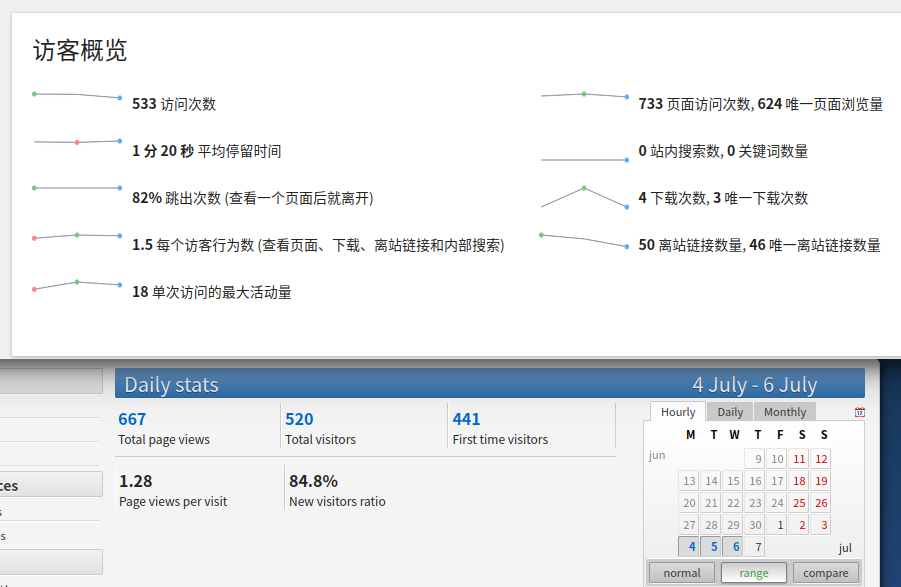 访客概览
533 访问次数
1 分 20 秒 平均停留时间
82% 跳出次数 (查看一个页面后就离开)
1.5 每个访客行为数 (查看页面、下载、离站链接和内部搜索)
18 单次访问的最大活动量
733 页面访问次数, 624 唯一页面浏览量
0 站内搜索数, 0 关键词数量
4 下载次数, 3 唯一下载次数
50 离站链接数量, 46 唯一离站链接数量
Daily stats
4 July - 6 July
667
Total page views
520
Total visitors
441
First time visitors
1.28
Page views per visit
84.8%
New visitors ratio
Hourly Daily Monthly
M T W T F S S
jun
9 10 11 12
13 14 15 16 17 18 19
20 21 22 23 24 25 26
27 28 29 30 1 2 3
4 5 6 7
jul
normal range compare